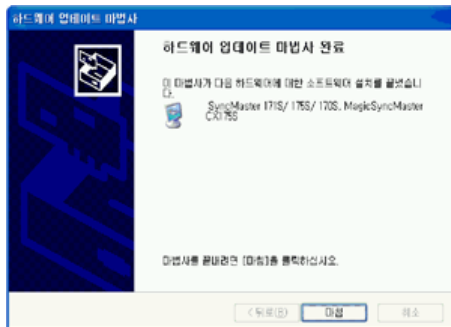 하드웨어 업데이트 마법사
하드웨어 업데이트 마법사 완료
이 마법사가 다음 하드웨어에 대한 소프트웨어 설치를 끝냈습니
다.
SyncMaster 171S/ 175S/ 170S, MagicSyncMaster
CX175S
마법사를 끝내려면 [마침]을 클릭하십시오.
< 뒤로(B)
마침
취소